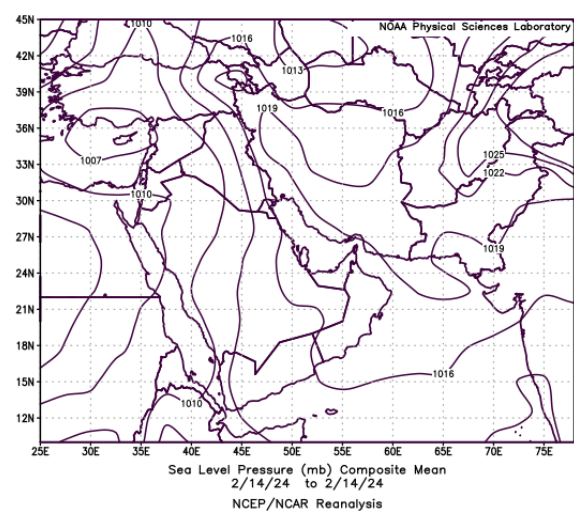 NOAA Physical Sciences Laboratory
45N
42N
39N
36N
33N
30N
27N
24N
21N
18N
15N
12N
1010
1016
1013
1019
1016
1007
1025
1022
1010
1019
1016
1010
25E 30E 35E 40E 45E 50E 55E 60E 65E 70E 75E
Sea Level Pressure (mb) Composite Mean
2/14/24 to 2/14/24
NCEP/NCAR Reanalysis